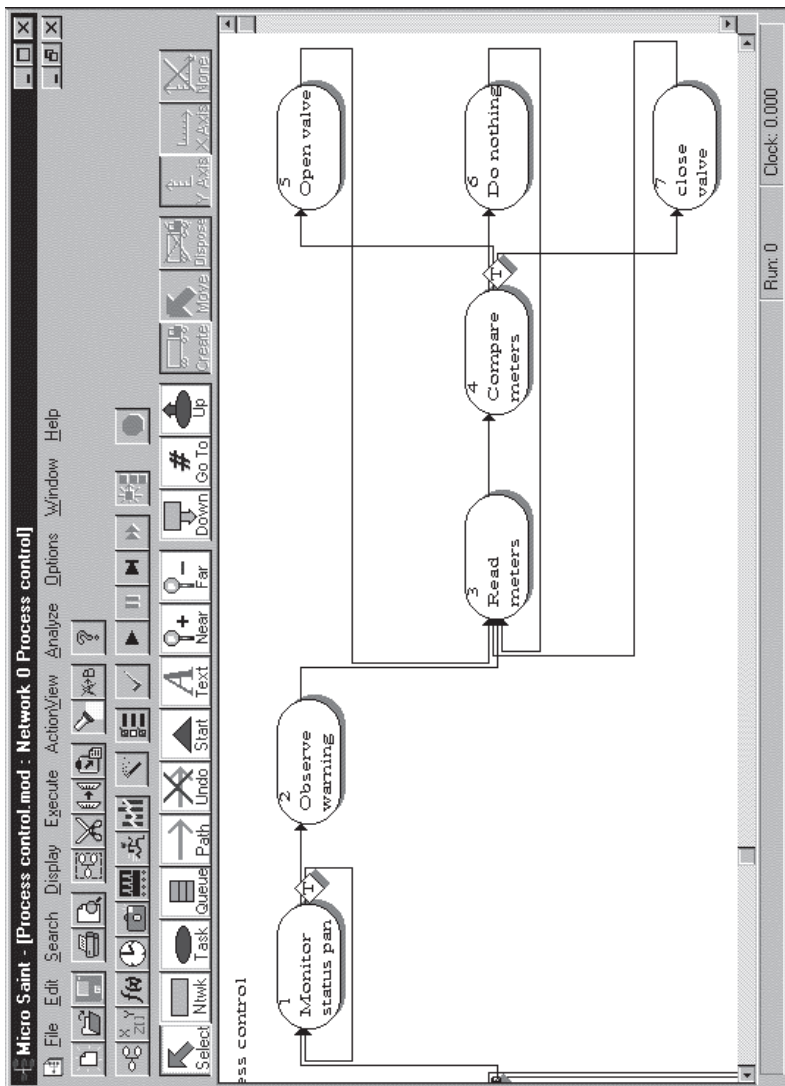 Micro Saint - [Process control.mod : Network 0 Process control]
File Edit Search Display Execute ActionView Analyze Options Window Help
A→B ?
X Y Z[] f(x)
Select Ntwk Task Queue Path Undo Start Text Near Far Down Go To Up Create Move Dispose Y Axis X Axis None
ess control
1
Monitor
status pan
T
2
Observe
warning
3
Read
meters
4
Compare
meters
T
5
Open valve
6
Do nothing
7
close
valve
Run: 0
Clock: 0.000